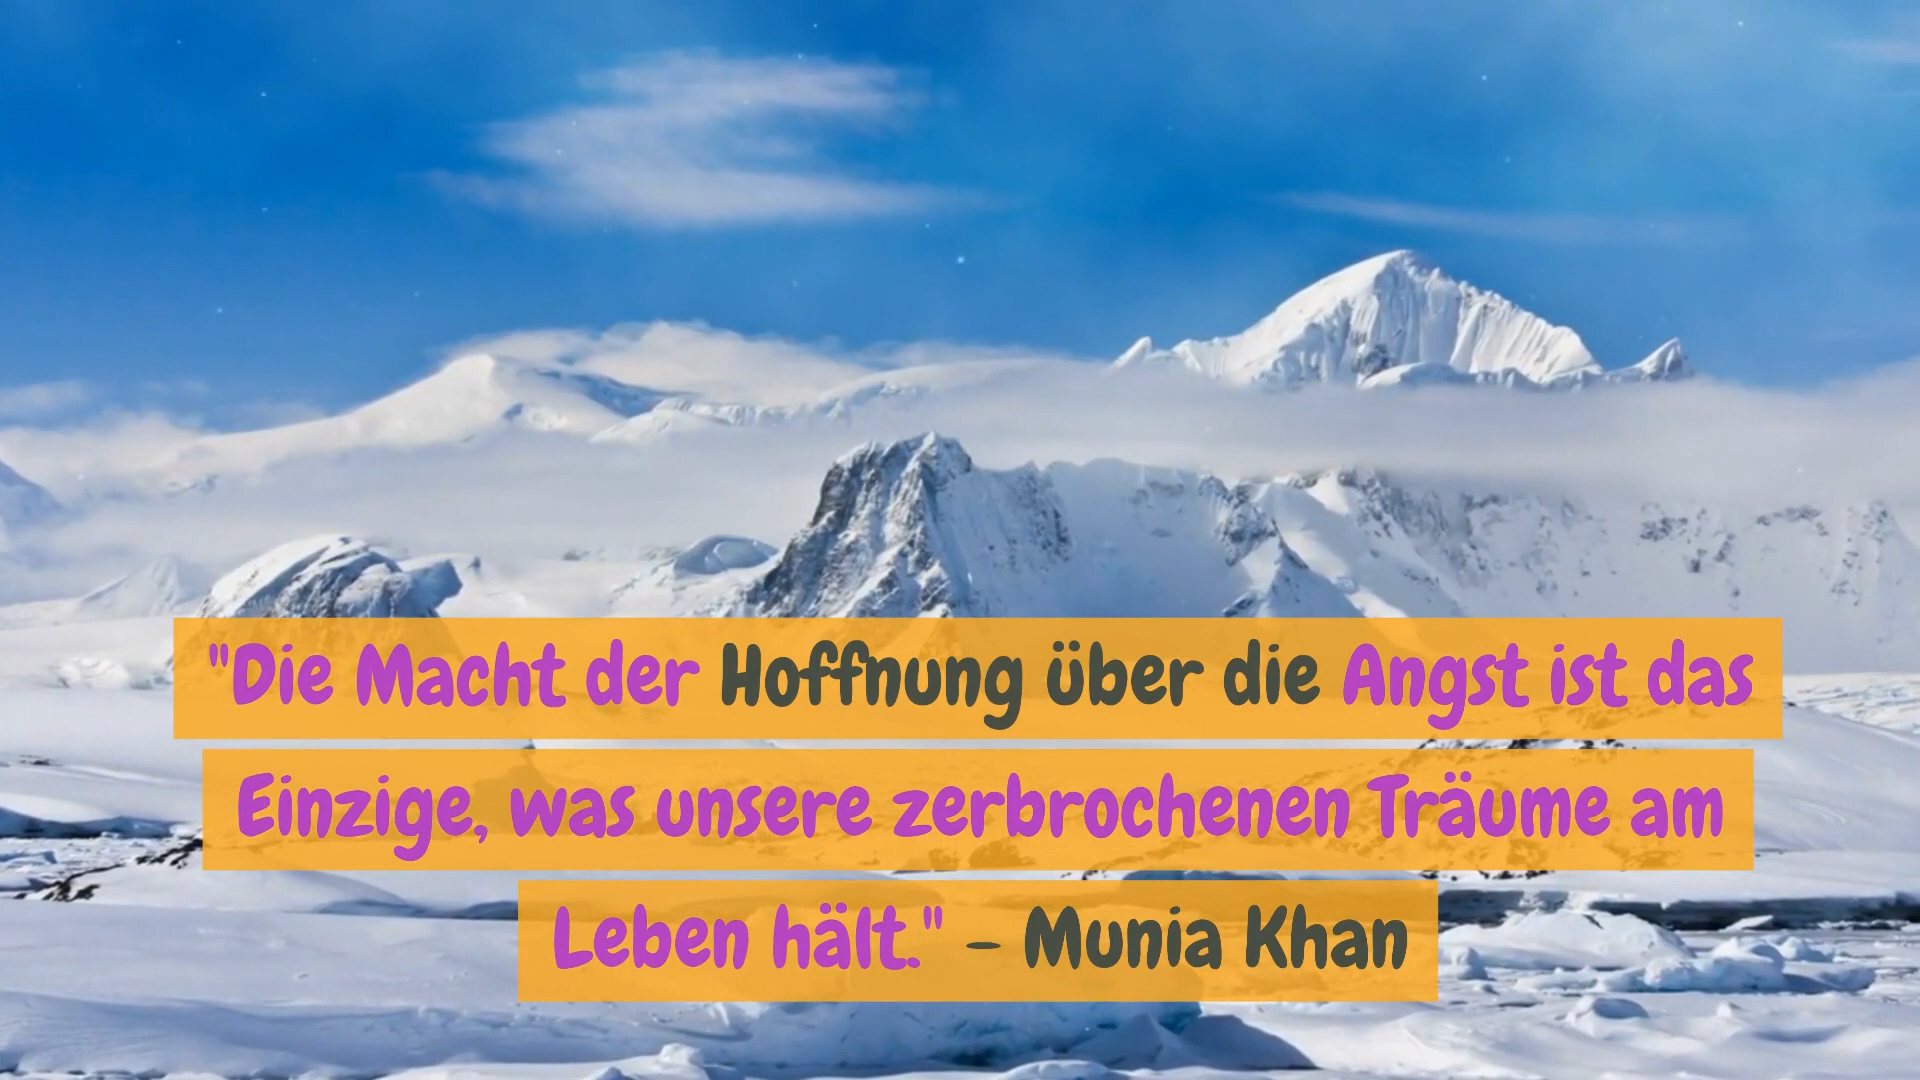 "Die Macht der Hoffnung über die Angst ist das
Einzige, was unsere zerbrochenen Träume am
Leben hält." - Munia Khan